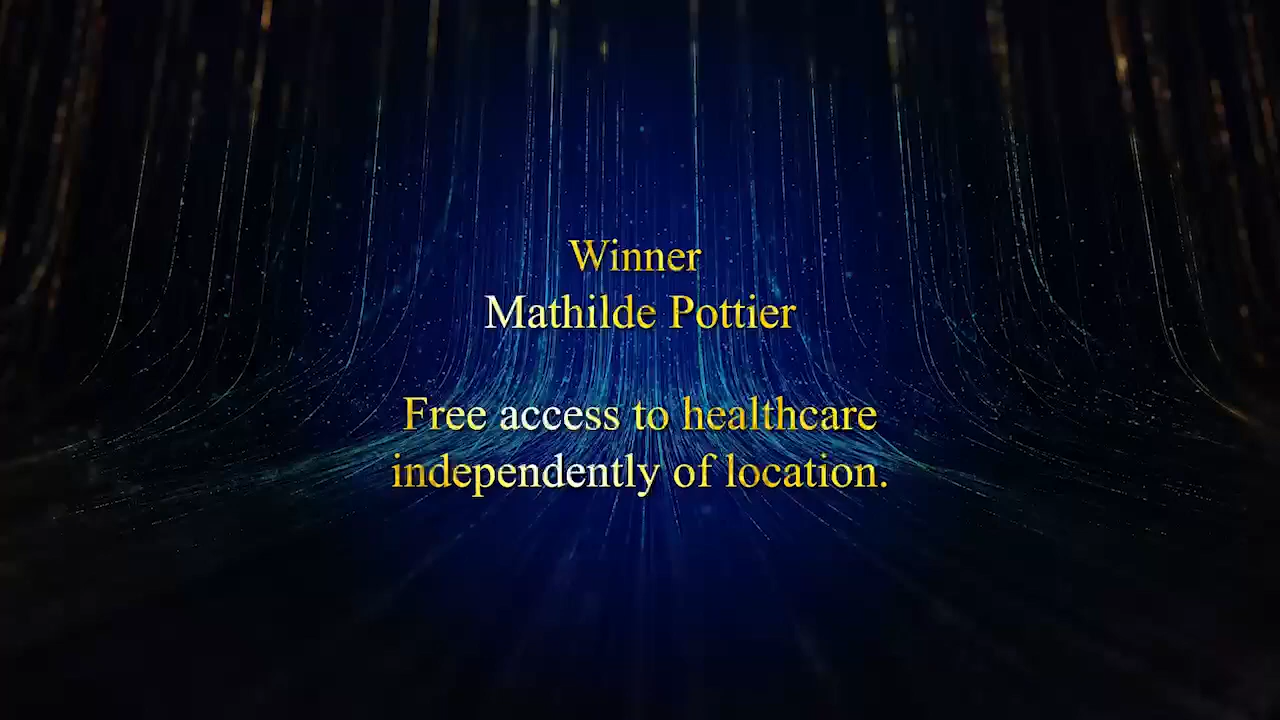 Winner
Mathilde Pottier
Free access to healthcare
independently of location.